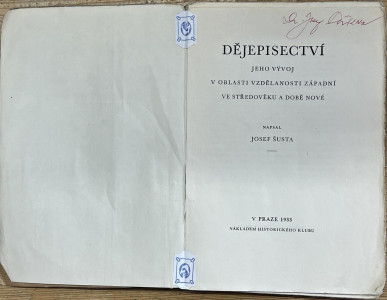 DĚJEPISECTVÍ
JEHO VÝVOJ
V OBLASTI VZDĚLANOSTI ZÁPADNÍ
VE STŘEDOVĚKU A DOBĚ NOVÉ
NAPSAL
JOSEF ŠUSTA
V PRAZE 1933
NÁKLADEM HISTORICKÉHO KLUBU